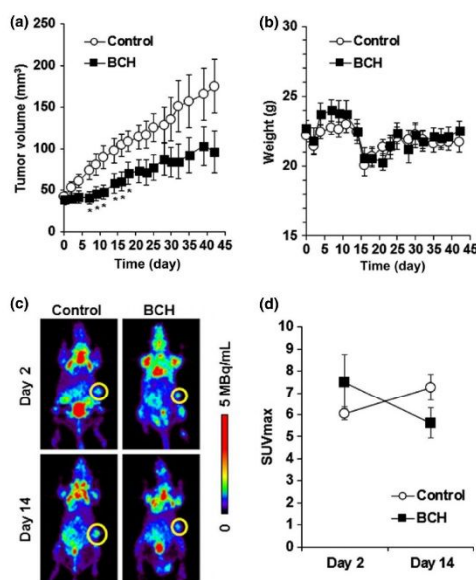 (a)
Control
BCH
Tumor volume (mm³)
200
150
100
50
0
0 5 10 15 20 25 30 35 40 45
* * * * * *
Time (day)
(b)
Control
BCH
Weight (g)
30
25
20
15
0 5 10 15 20 25 30 35 40 45
Time (day)
(c)
Control
BCH
Day 2
Day 14
5 MBq/mL
0
(d)
SUVmax
10
9
8
7
6
5
4
3
2
1
0
Control
BCH
Day 2
Day 14